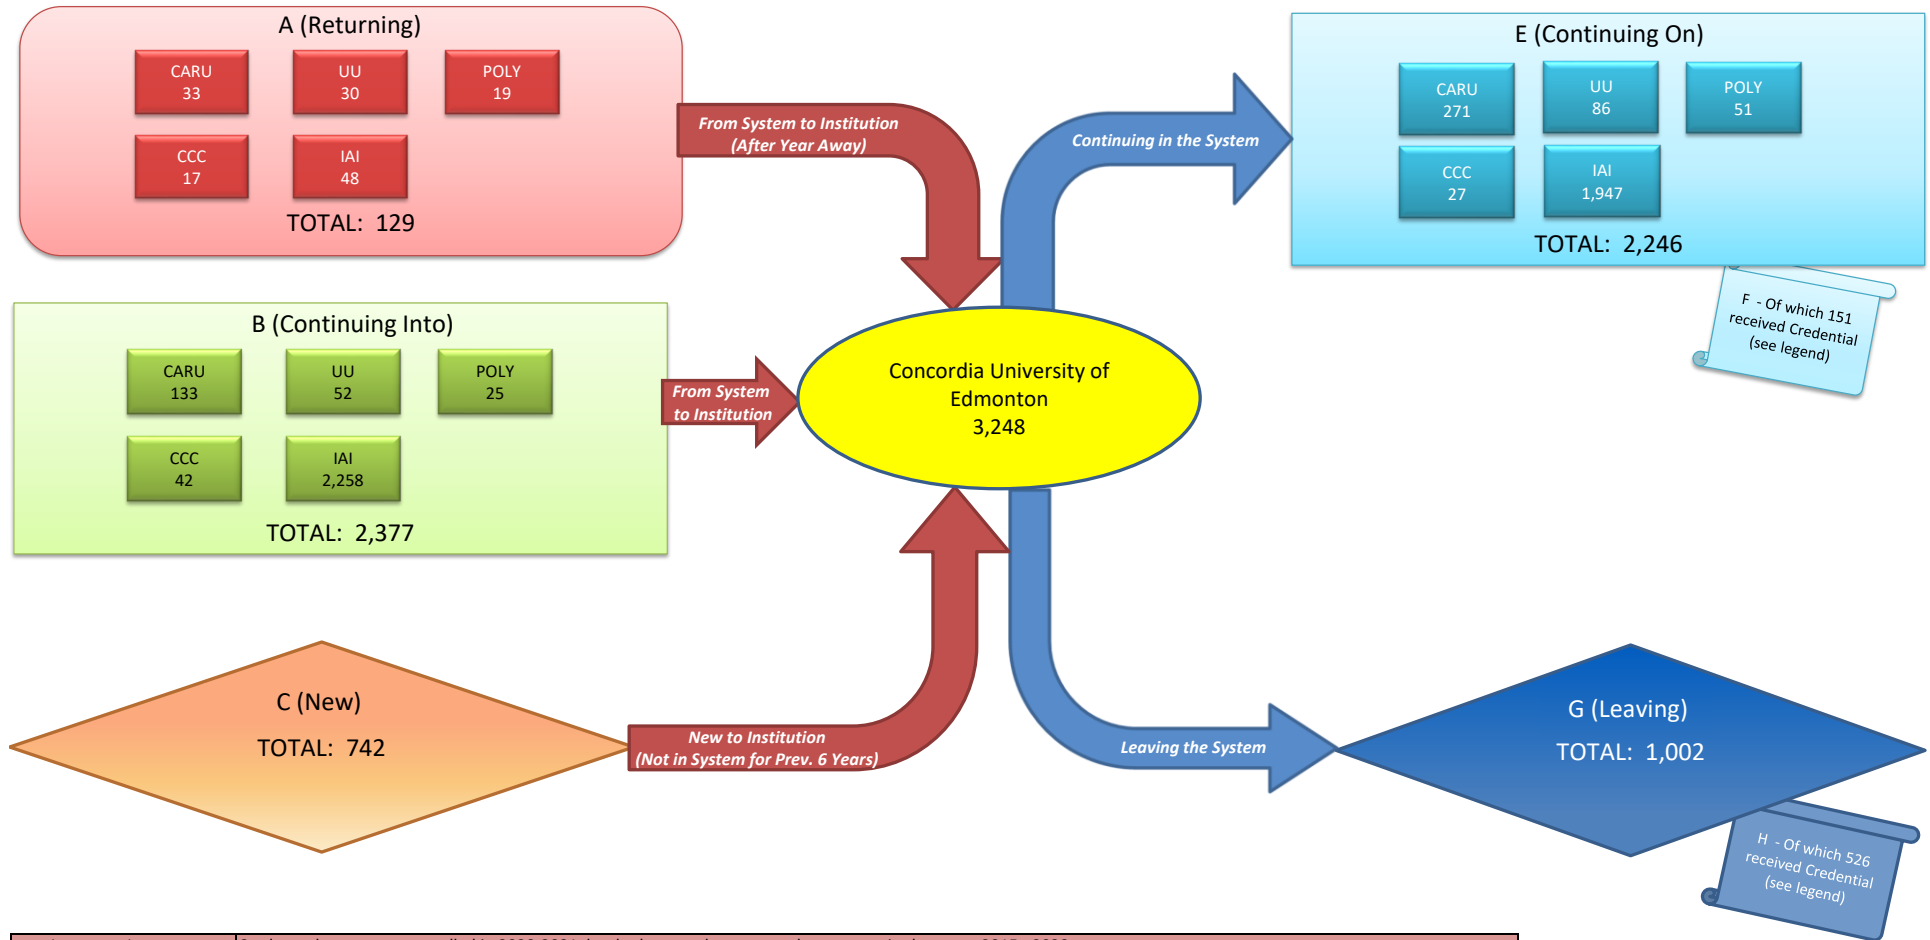 A (Returning)
CARU
33
UU
30
POLY
19
CCC
17
IAI
48
TOTAL: 129
From System to Institution
(After Year Away)
B (Continuing Into)
CARU
133
UU
52
POLY
25
CCC
42
IAI
2,258
TOTAL: 2,377
From System
to Institution
C (New)
TOTAL: 742
New to Institution
(Not in System for Prev. 6 Years)
Concordia University of
Edmonton
3,248
Continuing in the System
E (Continuing On)
CARU
271
UU
86
POLY
51
CCC
27
IAI
1,947
TOTAL: 2,246
F - Of which 151
received Credential
(see legend)
Leaving the System
G (Leaving)
TOTAL: 1,002
H - Of which 526
received Credential
(see legend)